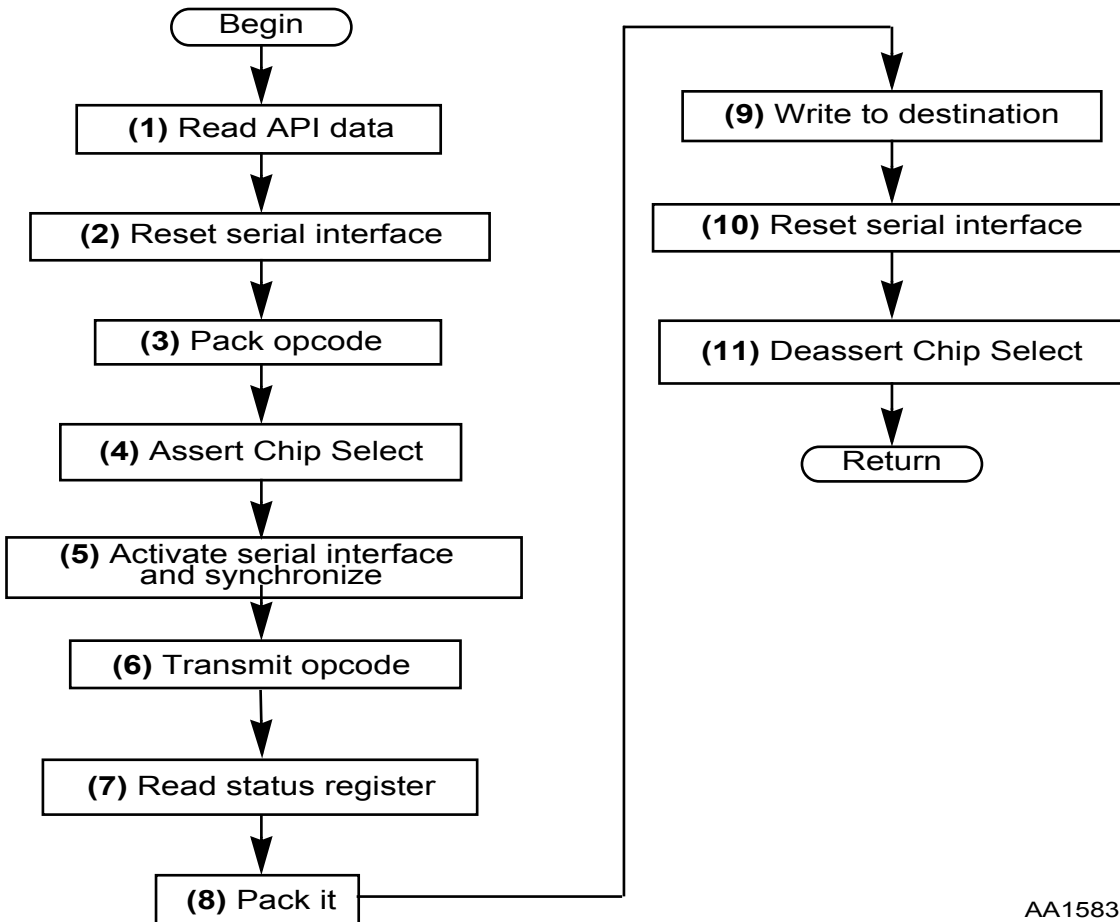 Begin
(1) Read API data
(2) Reset serial interface
(3) Pack opcode
(4) Assert Chip Select
(5) Activate serial interface
and synchronize
(6) Transmit opcode
(7) Read status register
(8) Pack it
(9) Write to destination
(10) Reset serial interface
(11) Deassert Chip Select
Return
AA1583